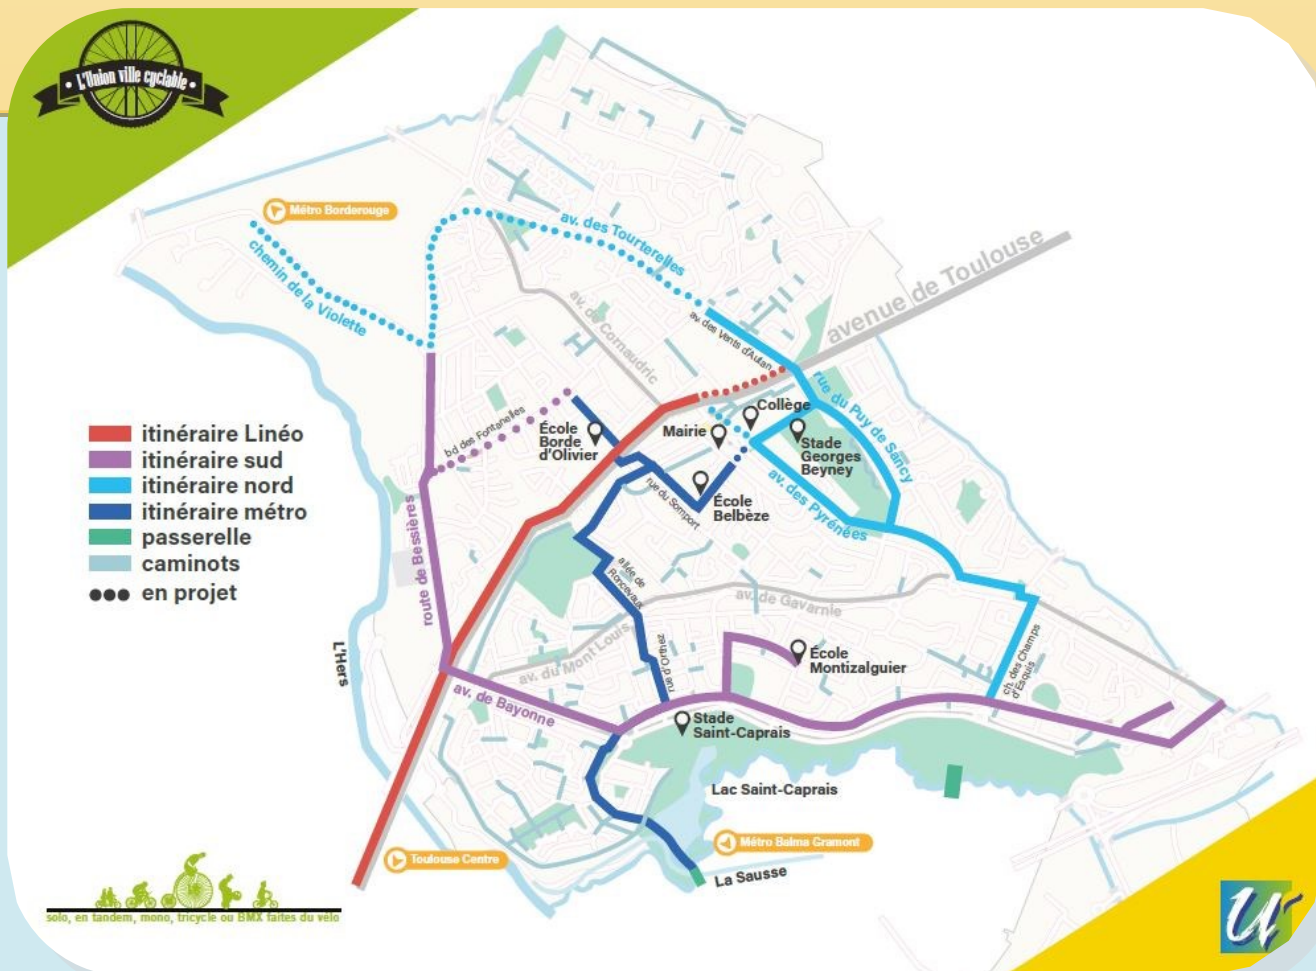 L'Union ville cyclable
Métro Borderouge
chemin de la Violette
av. des Tourterelles
avenue de Toulouse
av. de Cornaudric
av. des Vents d'Autan
rue du Puy de Sancy
bd des Fontanelles
École
Borde
d'Olivier
Mairie
Collège
Stade
Georges
Beyney
av. des Pyrénées
École
Belbèze
rue du Somport
itinéraire Linéo
itinéraire sud
itinéraire nord
itinéraire métro
passerelle
caminots
en projet
route de Bessières
allée de
Roncevaux
av. de Gavarnie
av. du Mont Louis
rue d'Orthez
École
Montizalguier
ch. des Champs
d'Esquis
L'Hers
av. de Bayonne
Stade
Saint-Caprais
Lac Saint-Caprais
Métro Balma Gramont
Toulouse Centre
La Sausse
solo, en tandem, mono, tricycle ou BMX faites du vélo
U